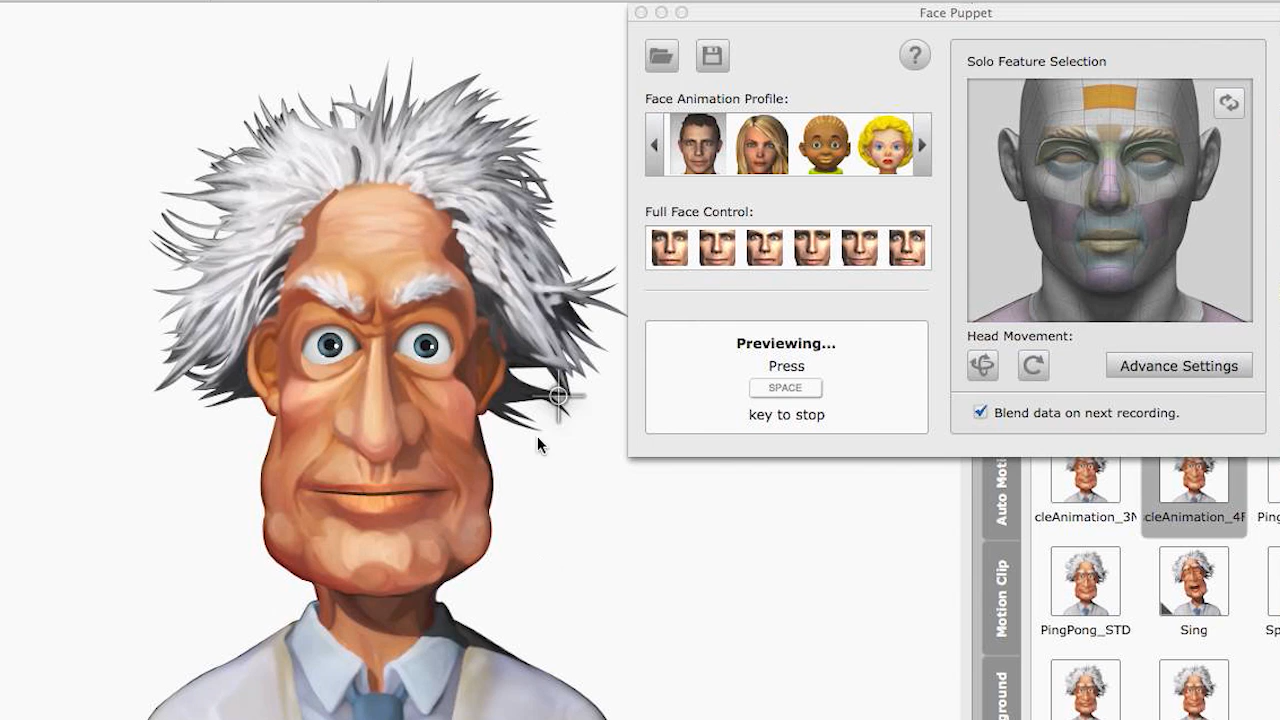 Face Puppet
?
Face Animation Profile:
Full Face Control:
Previewing...
Press
SPACE
key to stop
Solo Feature Selection
Head Movement:
Advance Settings
Blend data on next recording.
Auto Moti
Motion Clip
ground
cleAnimation_3N
cleAnimation_4F
Ping
PingPong_STD
Sing
Sp